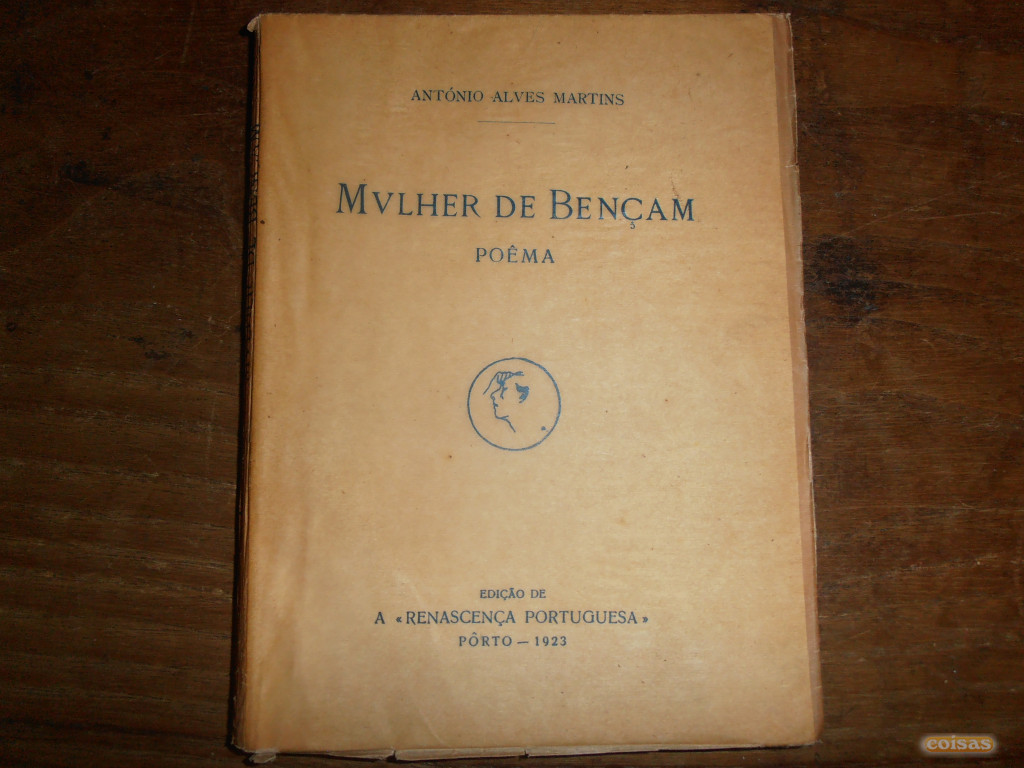 ANTÓNIO ALVES MARTINS
MVLHER DE BENÇAM
POÊMA
EDIÇÃO DE
A «RENASCENÇA PORTUGUESA»
PÔRTO — 1923
coisas